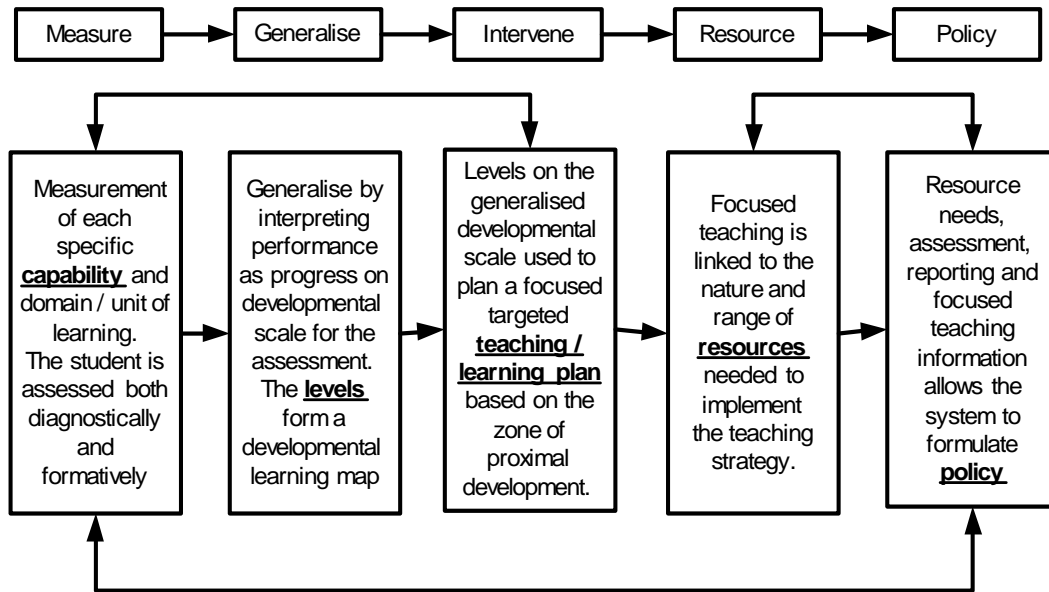 Measure
Generalise
Intervene
Resource
Policy
Measurement
of each
specific
capability and
domain / unit of
learning.
The student is
assessed both
diagnostically
and
formatively
Generalise by
interpreting
performance
as progress on
developmental
scale for the
assessment.
The levels
form a
developmental
learning map
Levels on the
generalised
developmental
scale used to
plan a focused
targeted
teaching /
learning plan
based on the
zone of
proximal
development.
Focused
teaching is
linked to the
nature and
range of
resources
needed to
implement
the teaching
strategy.
Resource
needs,
assessment,
reporting and
focused
teaching
information
allows the
system to
formulate
policy